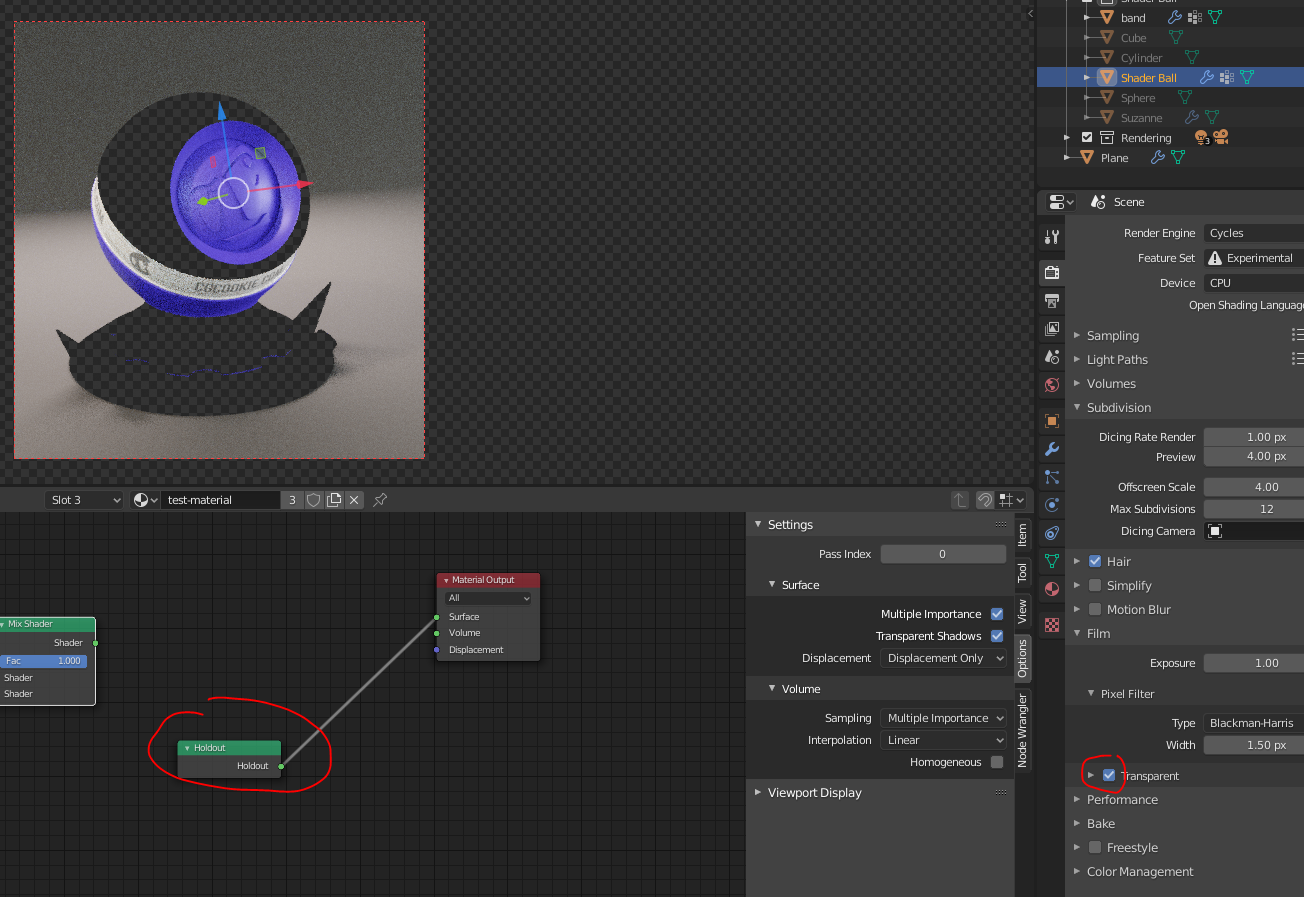 Shader Ball
band
Cube
Cylinder
Shader Ball
Sphere
Suzanne
Rendering
3
Plane
Scene
Render Engine Cycles
Feature Set Experimental
Device CPU
Open Shading Language
Sampling
Light Paths
Volumes
Subdivision
Dicing Rate Render 1.00 px
Preview 4.00 px
Offscreen Scale 4.00
Max Subdivisions 12
Dicing Camera
Hair
Simplify
Motion Blur
Film
Exposure 1.00
Pixel Filter
Type Blackman-Harris
Width 1.50 px
Transparent
Performance
Bake
Freestyle
Color Management
Slot 3
test-material
3
Mix Shader
Shader
Fac 1.000
Shader
Shader
Holdout
Holdout
Material Output
All
Surface
Volume
Displacement
Settings
Pass Index 0
Surface
Multiple Importance
Transparent Shadows
Displacement Displacement Only
Volume
Sampling Multiple Importance
Interpolation Linear
Homogeneous
Viewport Display
Item
Tool
View
Options
Node Wrangler